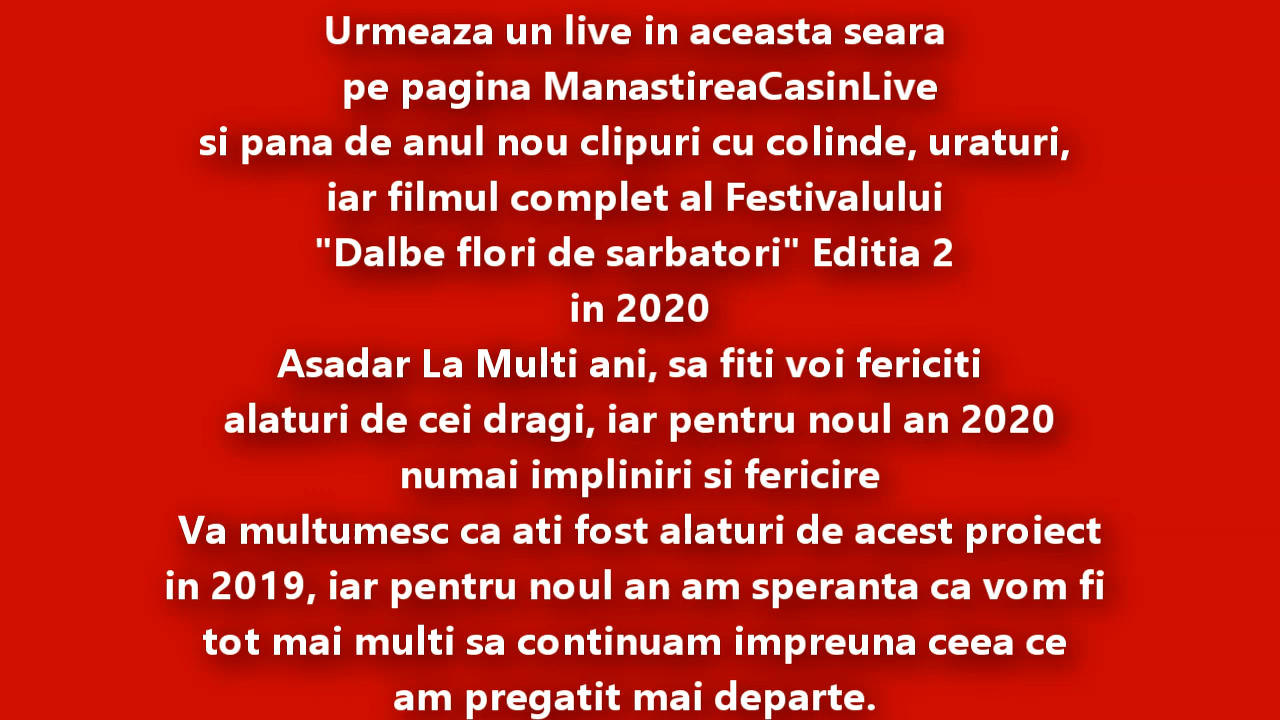 Urmeaza un live in aceasta seara
pe pagina ManastireaCasinLive
si pana de anul nou clipuri cu colinde, uraturi,
iar filmul complet al Festivalului
"Dalbe flori de sarbatori" Editia 2
in 2020
Asadar La Multi ani, sa fiti voi fericiti
alaturi de cei dragi, iar pentru noul an 2020
numai impliniri si fericire
Va multumesc ca ati fost alaturi de acest proiect
in 2019, iar pentru noul an am speranta ca vom fi
tot mai multi sa continuam impreuna ceea ce
am pregatit mai departe.